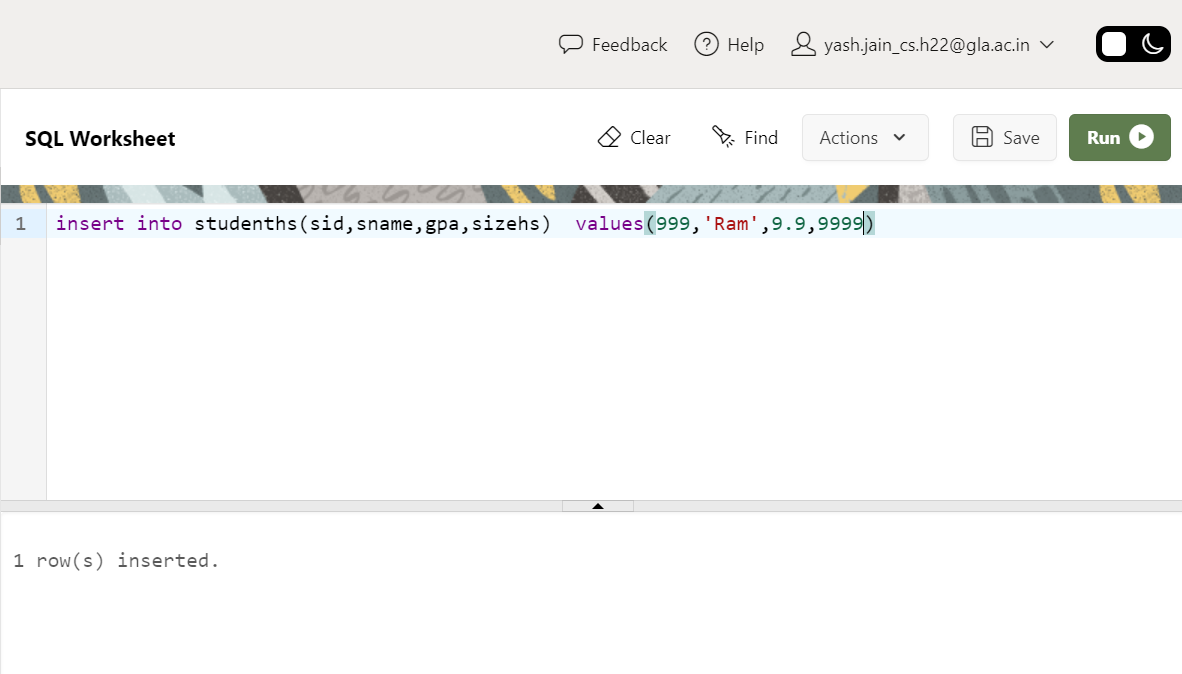 Feedback Help yash.jain_cs.h22@gla.ac.in
SQL Worksheet Clear Find Actions Save Run
1 insert into studenths(sid,sname,gpa,sizehs)  values(999,'Ram',9.9,9999)
1 row(s) inserted.